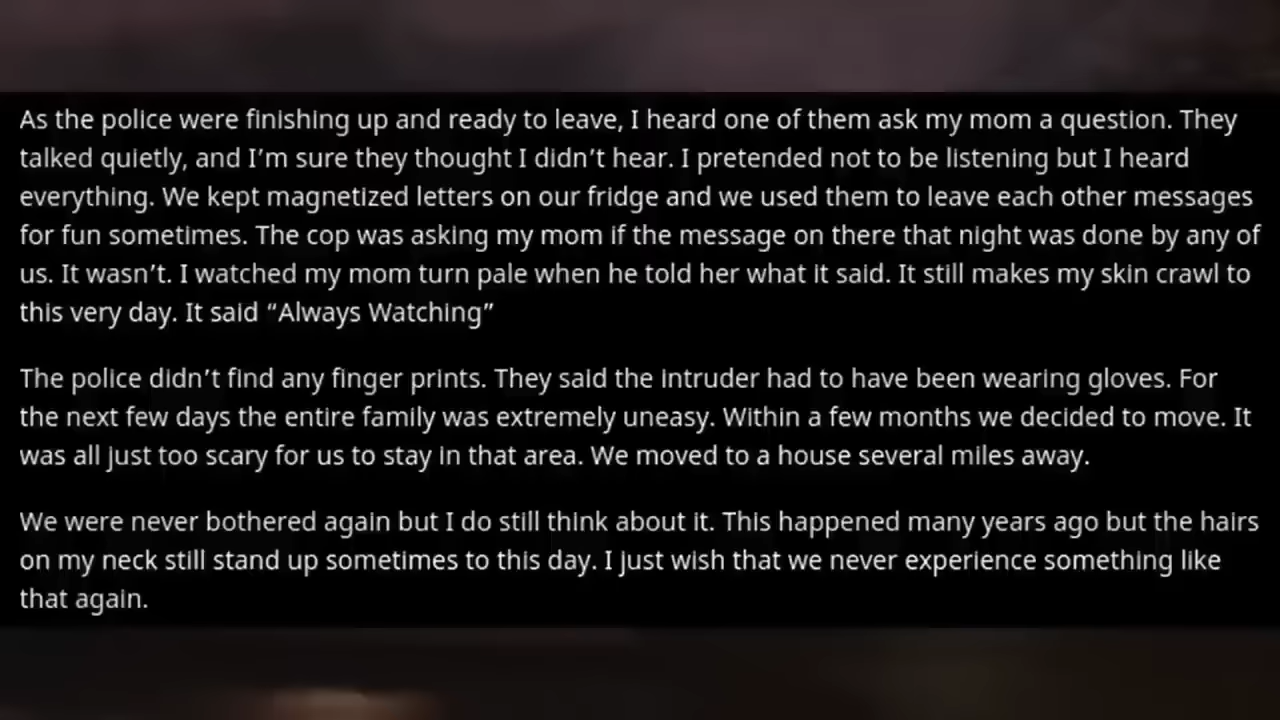 As the police were finishing up and ready to leave, I heard one of them ask my mom a question. They
talked quietly, and I’m sure they thought I didn’t hear. I pretended not to be listening but I heard
everything. We kept magnetized letters on our fridge and we used them to leave each other messages
for fun sometimes. The cop was asking my mom if the message on there that night was done by any of
us. It wasn’t. I watched my mom turn pale when he told her what it said. It still makes my skin crawl to
this very day. It said “Always Watching”
The police didn’t find any finger prints. They said the intruder had to have been wearing gloves. For
the next few days the entire family was extremely uneasy. Within a few months we decided to move. It
was all just too scary for us to stay in that area. We moved to a house several miles away.
We were never bothered again but I do still think about it. This happened many years ago but the hairs
on my neck still stand up sometimes to this day. I just wish that we never experience something like
that again.